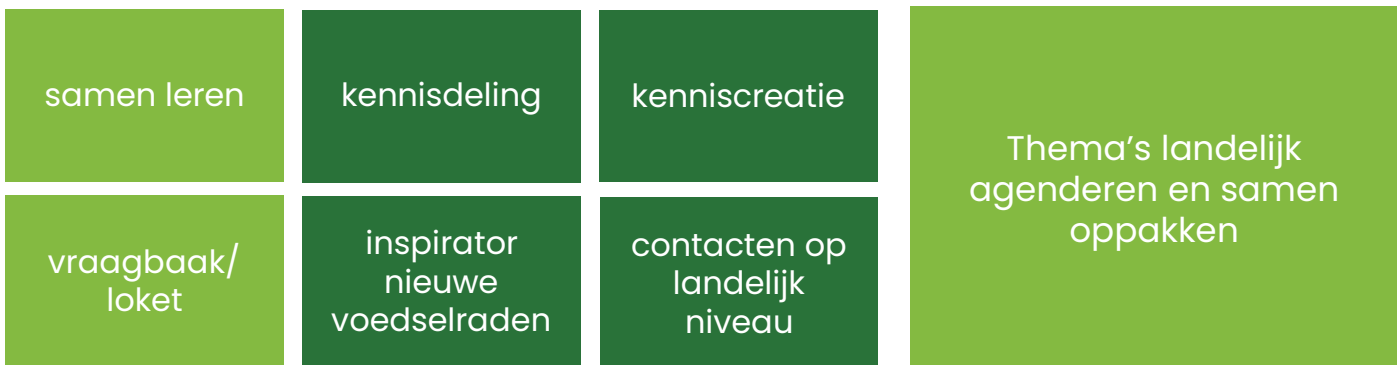 samen leren
kennisdeling
kenniscreatie
vraagbaak/
loket
inspirator
nieuwe
voedselraden
contacten op
landelijk
niveau
Thema’s landelijk
agenderen en samen
oppakken